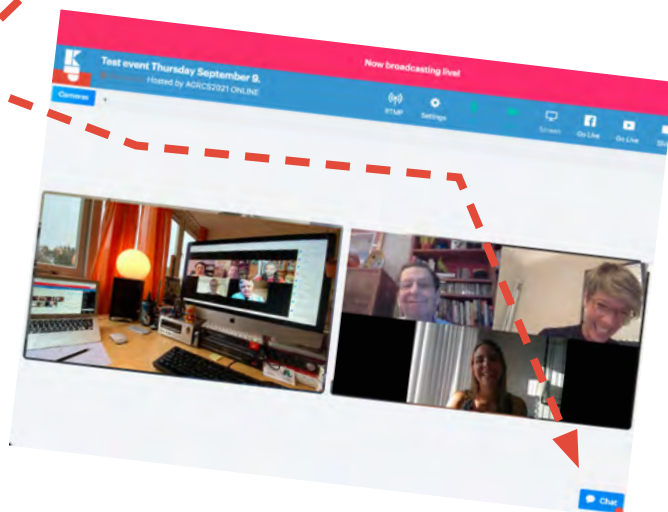 Now broadcasting live!
Test event Thursday September 9.
Hosted by AGRCS2021 ONLINE
RTMP
Settings
Screen
Go Live
Go Live
Cameras
Chat